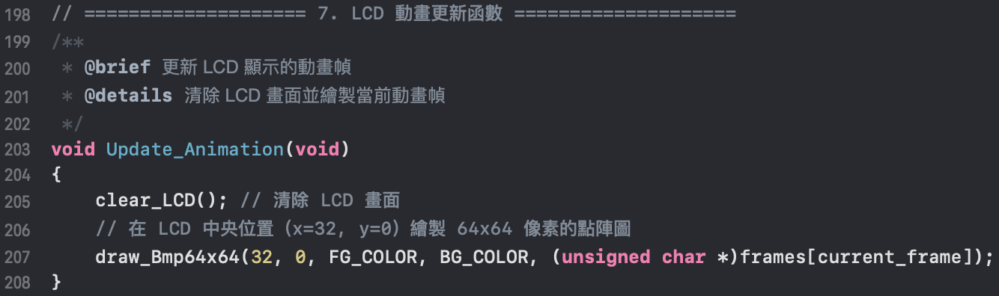 198 // ==================== 7. LCD 動畫更新函數 ====================
199 /**
200  * @brief 更新 LCD 顯示的動畫幀
201  * @details 清除 LCD 畫面並繪製當前動畫幀
202  */
203 void Update_Animation(void)
204 {
205     clear_LCD(); // 清除 LCD 畫面
206     // 在 LCD 中央位置（x=32, y=0）繪製 64x64 像素的點陣圖
207     draw_Bmp64x64(32, 0, FG_COLOR, BG_COLOR, (unsigned char *)frames[current_frame]);
208 }